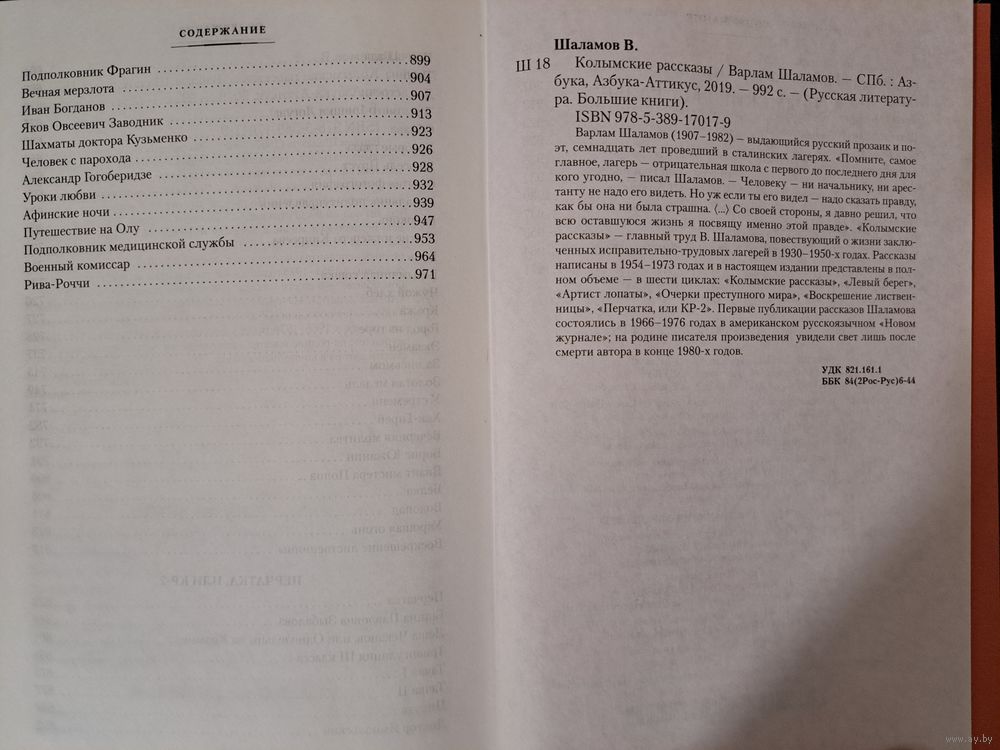 СОДЕРЖАНИЕ
Подполковник Фрагин 899
Вечная мерзлота 904
Иван Богданов 907
Яков Овсеевич Заводник 913
Шахматы доктора Кузьменко 923
Человек с парохода 926
Александр Гогоберидзе 928
Уроки любви 932
Афинские ночи 939
Путешествие на Олу 947
Подполковник медицинской службы 953
Военный комиссар 964
Рива-Роччи 971
Шаламов В.
Ш 18 Колымские рассказы / Варлам Шаламов. — СПб. : Аз-
бука, Азбука-Аттикус, 2019. — 992 с. — (Русская литерату-
ра. Большие книги).
ISBN 978-5-389-17017-9
Варлам Шаламов (1907–1982) — выдающийся русский прозаик и по-
эт, семнадцать лет проведший в сталинских лагерях. «Помните, самое
главное, лагерь — отрицательная школа с первого до последнего дня для
кого угодно, — писал Шаламов. — Человеку — ни начальнику, ни арес-
танту не надо его видеть. Но уж если ты его видел — надо сказать правду,
как бы она ни была страшна. ⟨...⟩ Со своей стороны, я давно решил, что
всю оставшуюся жизнь я посвящу именно этой правде». «Колымские
рассказы» — главный труд В. Шаламова, повествующий о жизни заклю-
ченных исправительно-трудовых лагерей в 1930–1950-х годах. Рассказы
написаны в 1954–1973 годах и в настоящем издании представлены в пол-
ном объеме — в шести циклах: «Колымские рассказы», «Левый берег»,
«Артист лопаты», «Очерки преступного мира», «Воскрешение листвен-
ницы», «Перчатка, или КР-2». Первые публикации рассказов Шаламова
состоялись в 1966–1976 годах в американском русскоязычном «Новом
журнале»; на родине писателя произведения увидели свет лишь после
смерти автора в конце 1980-х годов.
УДК 821.161.1
ББК 84(2Рос-Рус)6-44
www.ay.by